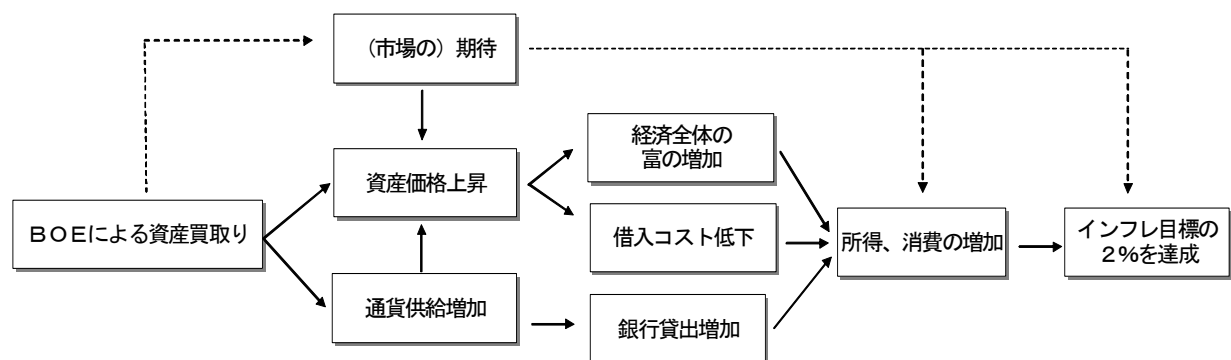 （市場の）期待
経済全体の
富の増加
資産価格上昇
ＢＯＥによる資産買取り
借入コスト低下
所得、消費の増加
インフレ目標の
２％を達成
通貨供給増加
銀行貸出増加